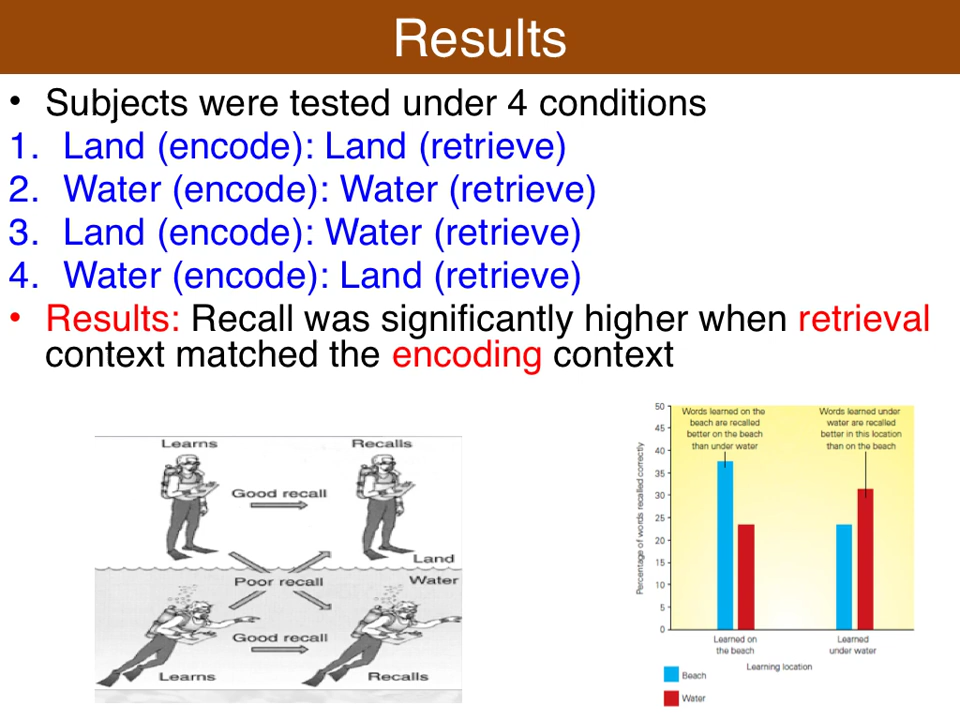 Results
• Subjects were tested under 4 conditions
1. Land (encode): Land (retrieve)
2. Water (encode): Water (retrieve)
3. Land (encode): Water (retrieve)
4. Water (encode): Land (retrieve)
• Results: Recall was significantly higher when retrieval
context matched the encoding context
Learns
Recalls
Good recall
Land
Poor recall
Water
Good recall
Learns
Recalls
Percentage of words recalled correctly
50
45
40
35
30
25
20
15
10
5
0
Words learned on the
beach are recalled
better on the beach
than under water
Words learned under
water are recalled
better in this location
than on the beach
Learned on
the beach
Learned
under water
Learning location
Beach
Water